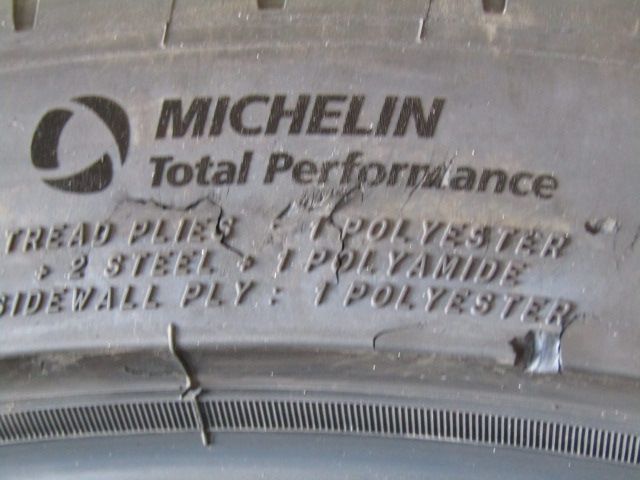 MICHELIN
Total Performance
TREAD PLIES : 1 POLYESTER
+ 2 STEEL + 1 POLYAMIDE
SIDEWALL PLY : 1 POLYESTER